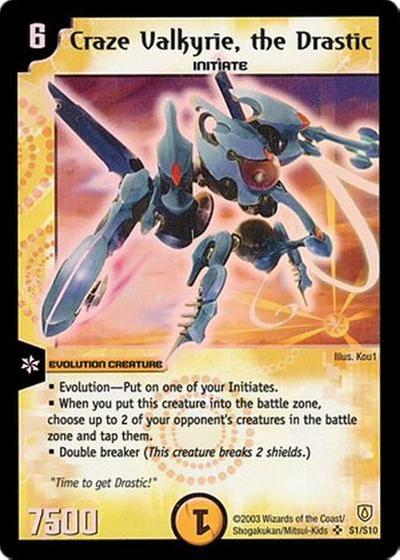 6 Craze Valkyrie, the Drastic
INITIATE
Illus. Kou1
EVOLUTION CREATURE
▪ Evolution—Put on one of your Initiates.
▪ When you put this creature into the battle zone,
choose up to 2 of your opponent's creatures in the battle
zone and tap them.
▪ Double breaker (This creature breaks 2 shields.)
"Time to get Drastic!"
7500
1
©2003 Wizards of the Coast/
Shogakukan/Mitsui-Kids S1/S10